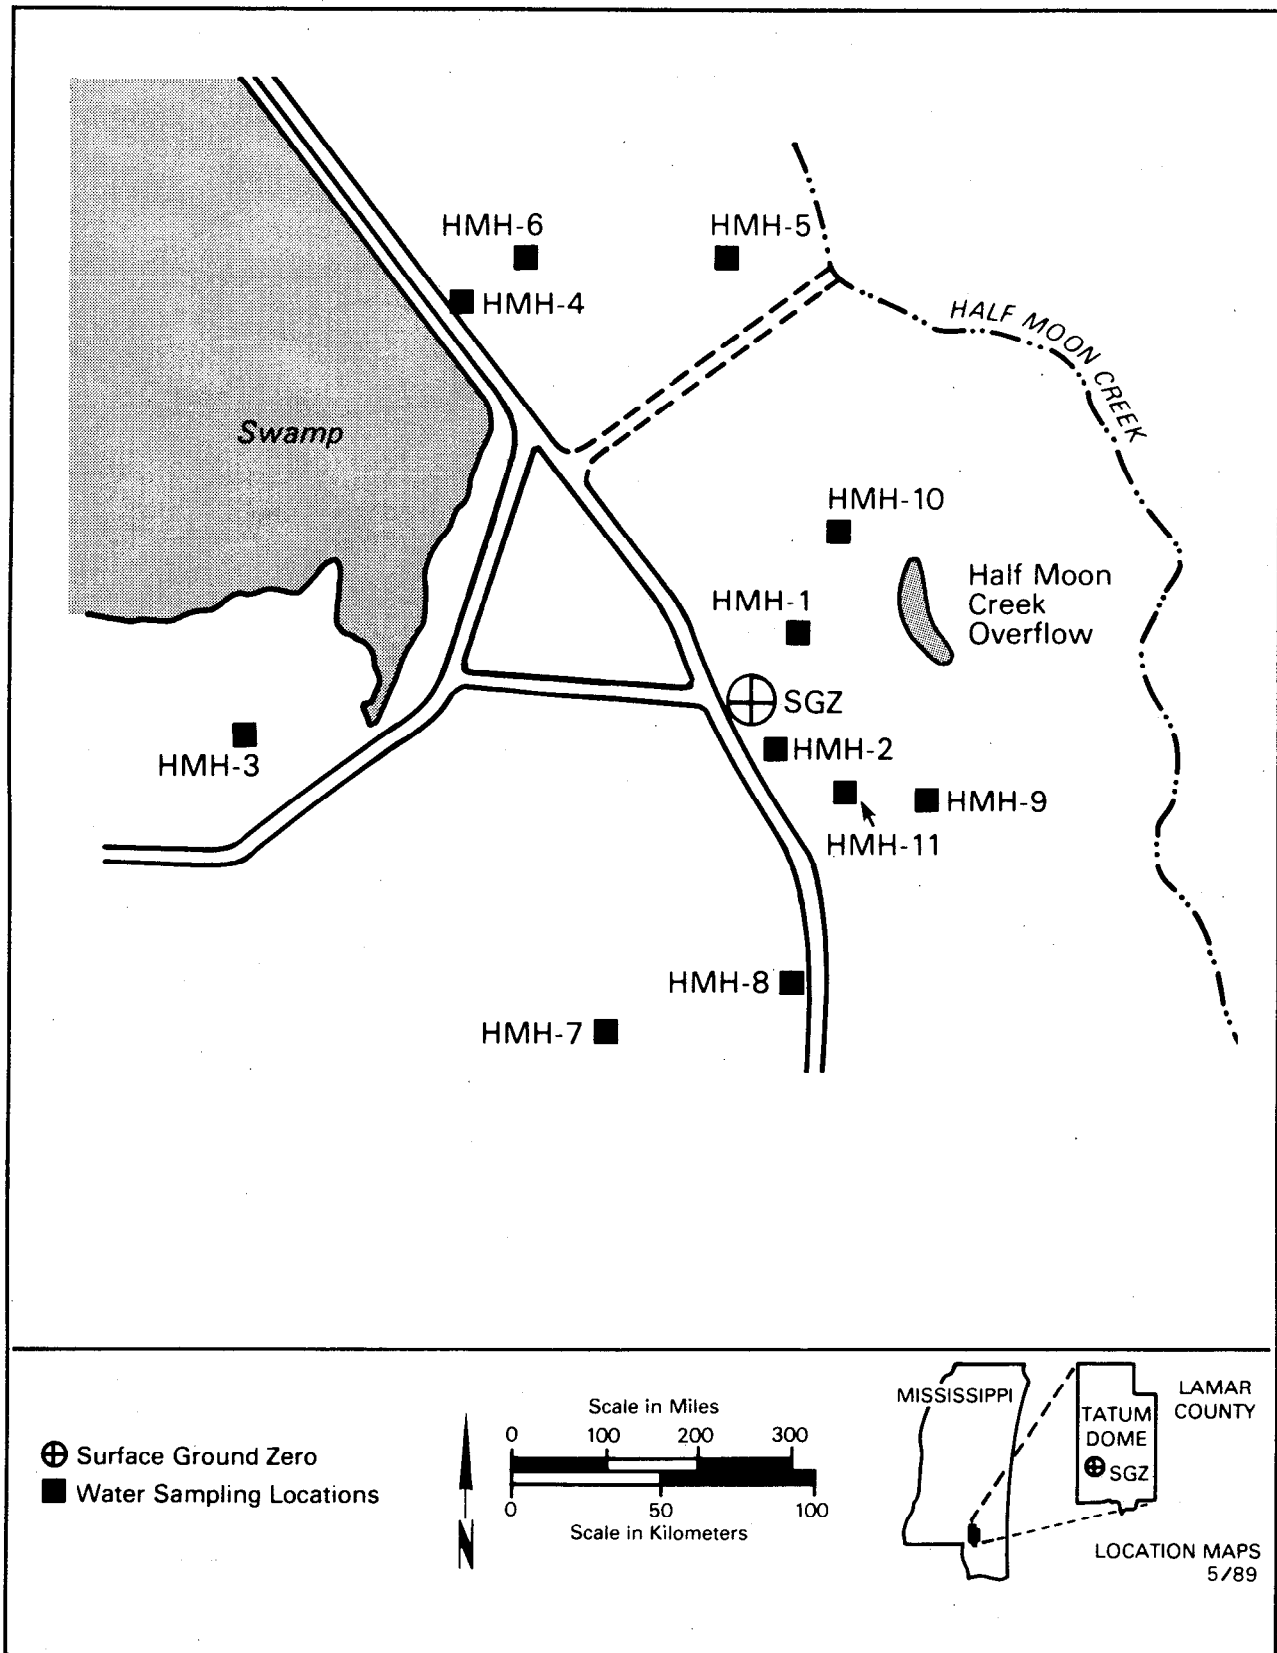 HMH-6
HMH-5
HMH-4
HALF MOON CREEK
Swamp
HMH-10
Half Moon
Creek
Overflow
HMH-1
SGZ
HMH-2
HMH-3
HMH-9
HMH-11
HMH-8
HMH-7
Surface Ground Zero
Water Sampling Locations
N
Scale in Miles
0 100 200 300
0 50 100
Scale in Kilometers
MISSISSIPPI
LAMAR
COUNTY
TATUM
DOME
SGZ
LOCATION MAPS
5/89